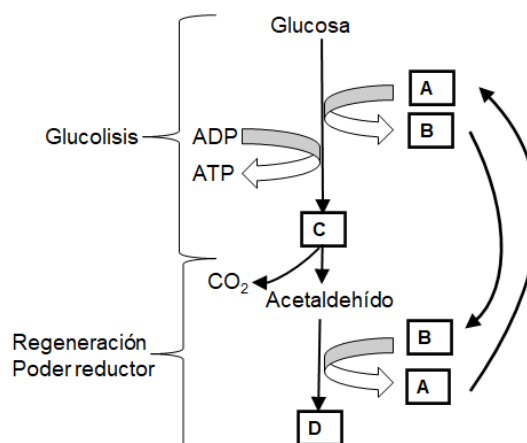 Glucosa
A
Glucolisis
ADP
B
ATP
C
CO2
Acetaldehído
Regeneración
Poder reductor
B
A
D